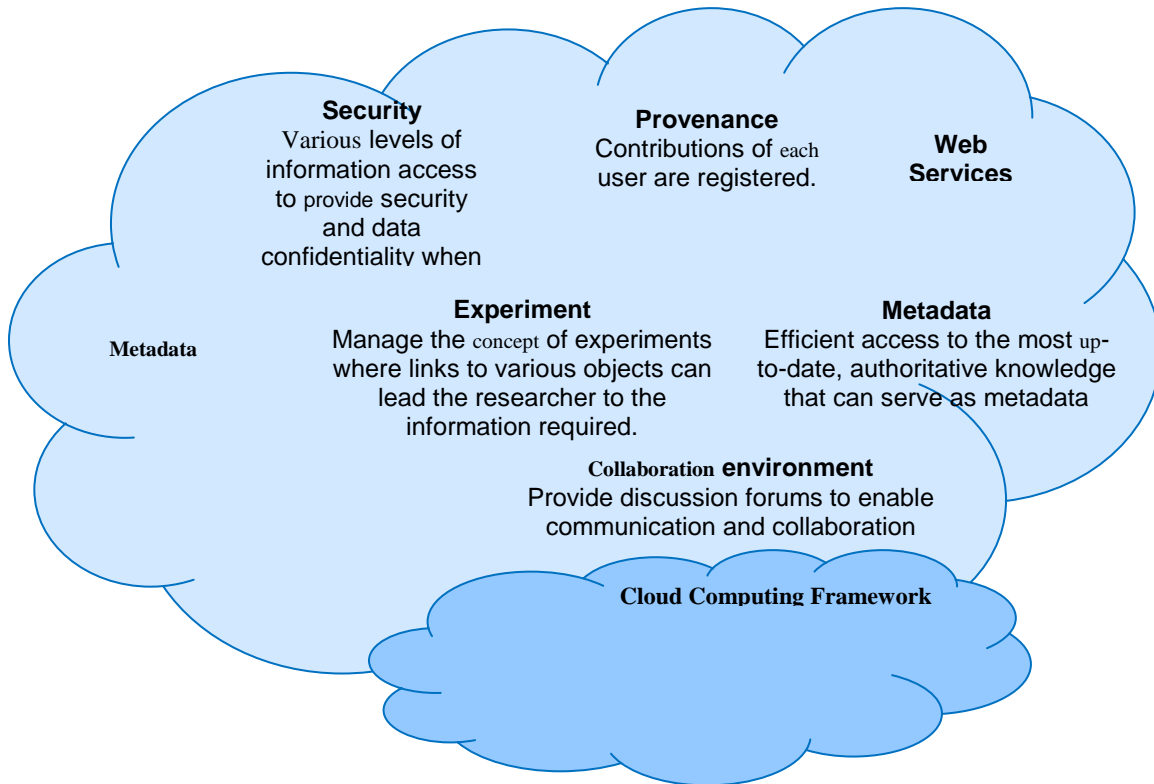 Security
Various levels of
information access
to provide security
and data
confidentiality when
Provenance
Contributions of each
user are registered.
Web
Services
Metadata
Experiment
Manage the concept of experiments
where links to various objects can
lead the researcher to the
information required.
Metadata
Efficient access to the most up-
to-date, authoritative knowledge
that can serve as metadata
Collaboration environment
Provide discussion forums to enable
communication and collaboration
Cloud Computing Framework